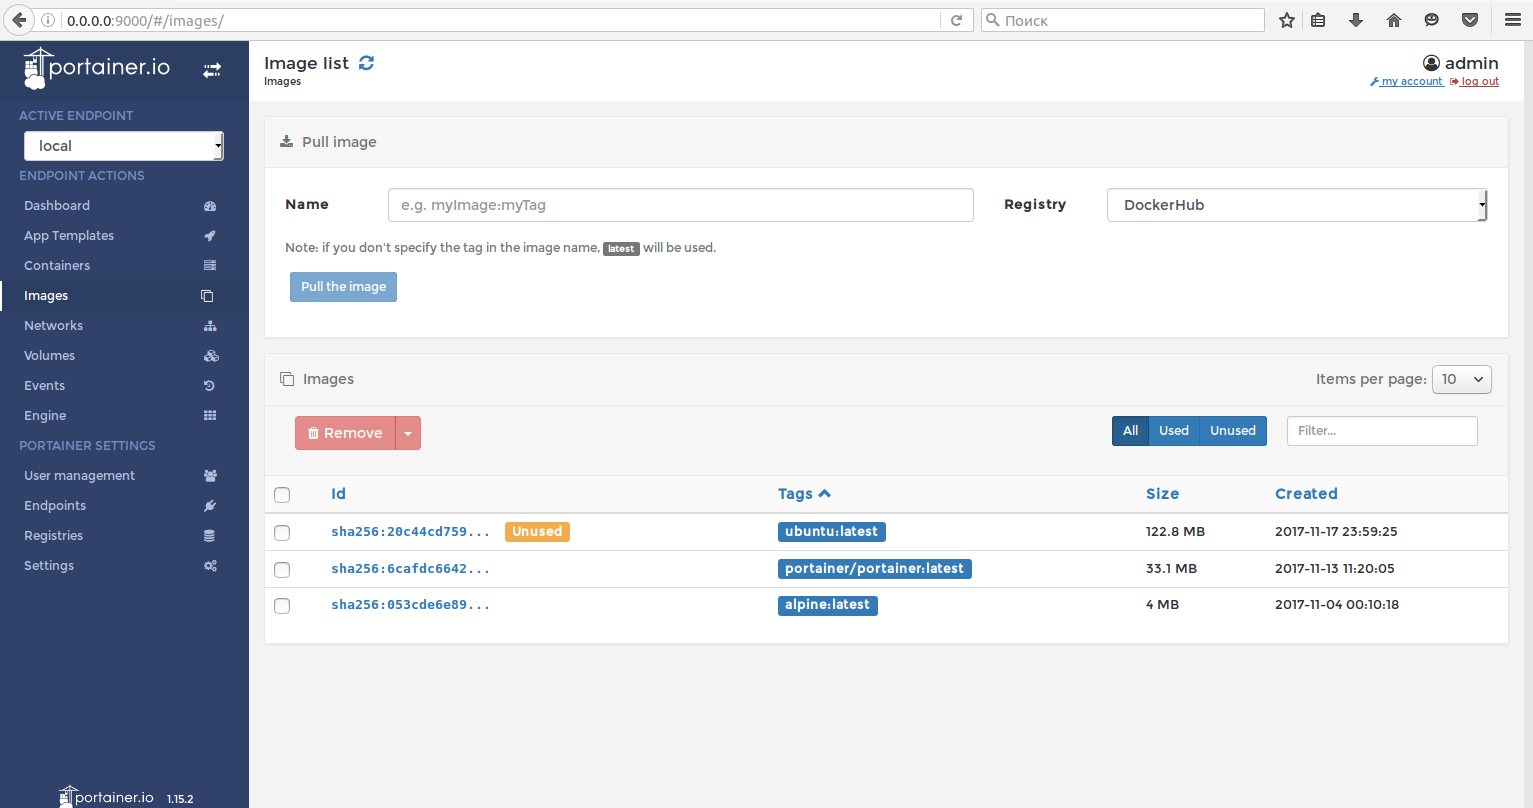 0.0.0.0:9000/#/images/
Поиск
portainer.io
ACTIVE ENDPOINT
local
ENDPOINT ACTIONS
Dashboard
App Templates
Containers
Images
Networks
Volumes
Events
Engine
PORTAINER SETTINGS
User management
Endpoints
Registries
Settings
portainer.io 1.15.2
Image list
Images
admin
my account log out
Pull image
Name e.g. myImage:myTag Registry DockerHub
Note: if you don't specify the tag in the image name, latest will be used.
Pull the image
Images Items per page: 10
Remove All Used Unused Filter...
Id Tags Size Created
sha256:20c44cd759... Unused ubuntu:latest 122.8 MB 2017-11-17 23:59:25
sha256:6cafdc6642... portainer/portainer:latest 33.1 MB 2017-11-13 11:20:05
sha256:053cde6e89... alpine:latest 4 MB 2017-11-04 00:10:18